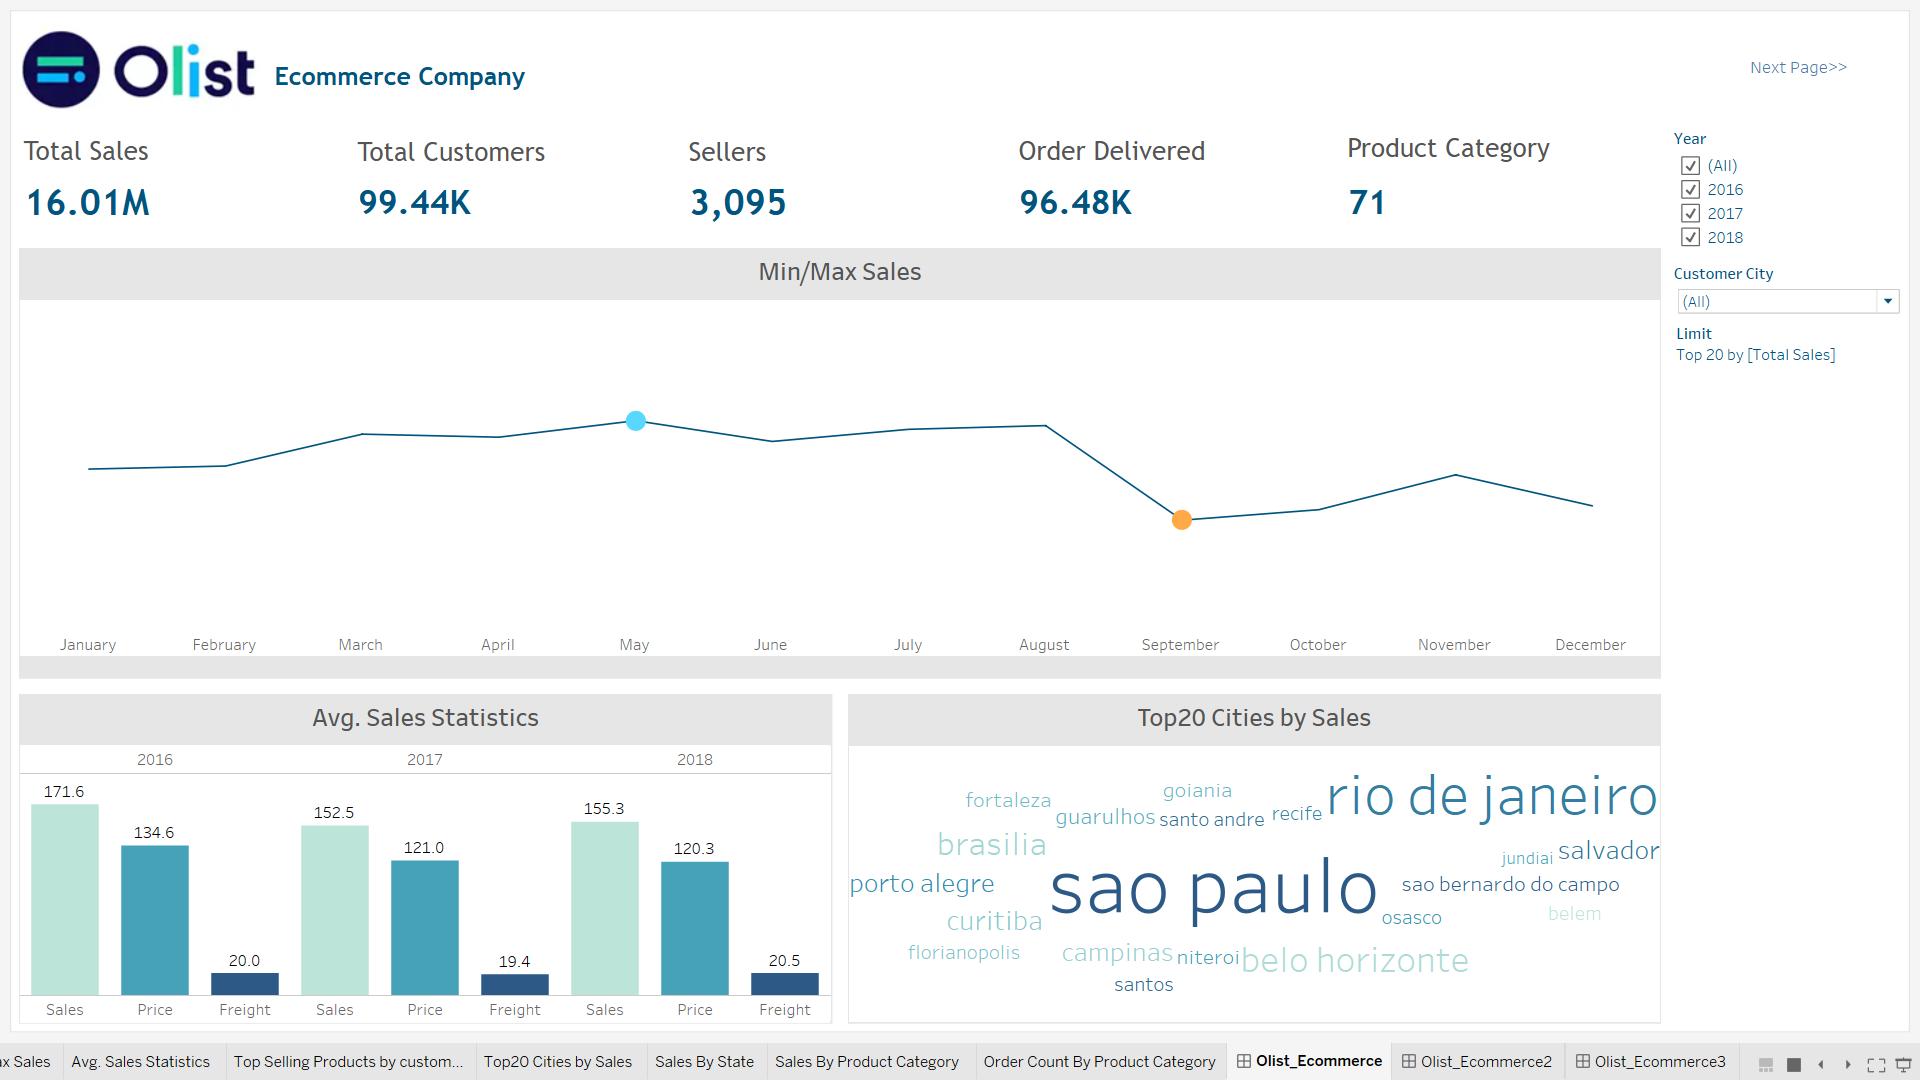 Olist Ecommerce Company
Next Page>>
Total Sales
16.01M
Total Customers
99.44K
Sellers
3,095
Order Delivered
96.48K
Product Category
71
Year
(All)
2016
2017
2018
Customer City
(All)
Limit
Top 20 by [Total Sales]
Min/Max Sales
January February March April May June July August September October November December
Avg. Sales Statistics
2016 2017 2018
171.6 134.6 20.0 152.5 121.0 19.4 155.3 120.3 20.5
Sales Price Freight Sales Price Freight Sales Price Freight
Top20 Cities by Sales
rio de janeiro
goiania
fortaleza
guarulhos
santo andre
recife
brasilia
salvador
jundiai
porto alegre
sao paulo
sao bernardo do campo
osasco
belem
curitiba
florianopolis
campinas
niteroi
belo horizonte
santos
ax Sales
Avg. Sales Statistics
Top Selling Products by custom...
Top20 Cities by Sales
Sales By State
Sales By Product Category
Order Count By Product Category
Olist_Ecommerce
Olist_Ecommerce2
Olist_Ecommerce3